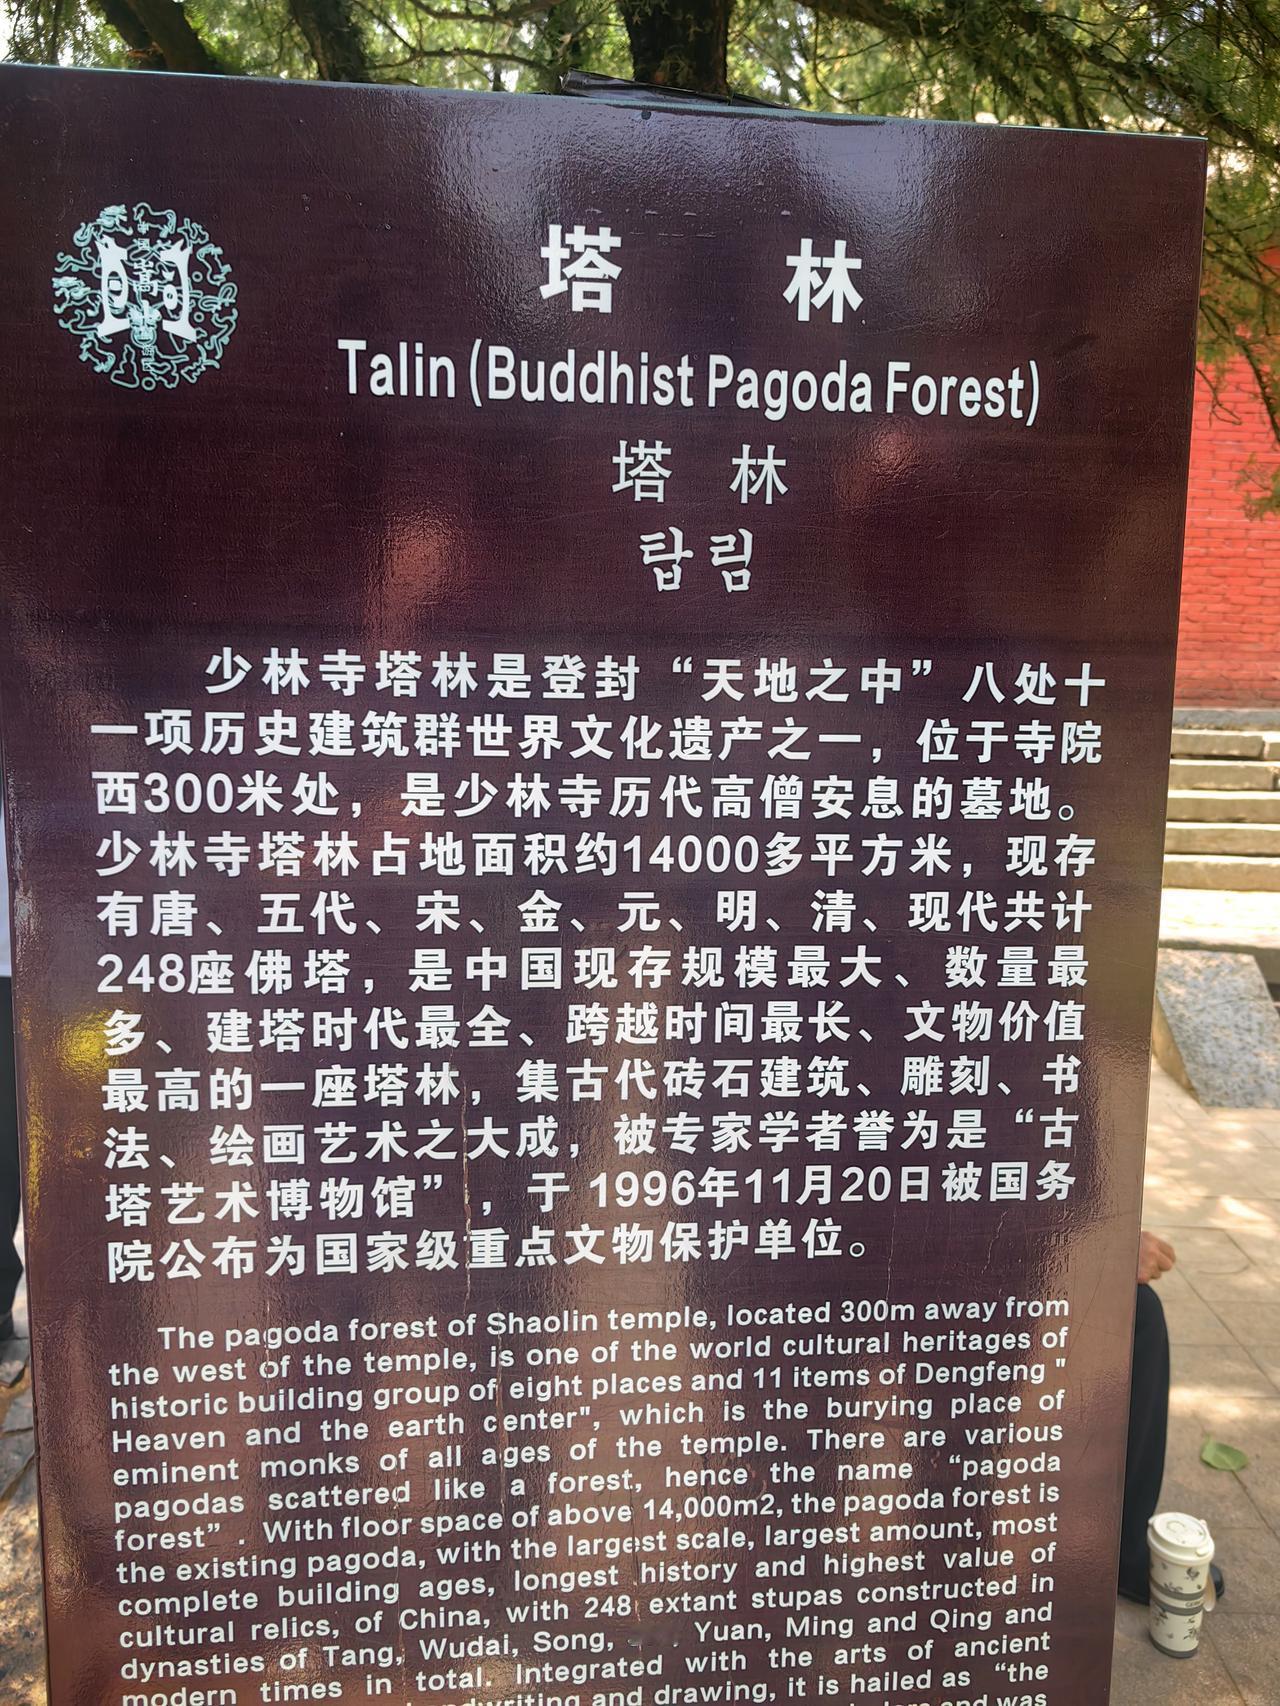 塔 林
Talin (Buddhist Pagoda Forest)
塔 林
탑림
少林寺塔林是登封“天地之中”八处十
一项历史建筑群世界文化遗产之一，位于寺院
西300米处，是少林寺历代高僧安息的墓地。
少林寺塔林占地面积约14000多平方米，现存
有唐、五代、宋、金、元、明、清、现代共计
248座佛塔，是中国现存规模最大、数量最
多、建塔时代最全、跨越时间最长、文物价值
最高的一座塔林，集古代砖石建筑、雕刻、书
法、绘画艺术之大成，被专家学者誉为是“古
塔艺术博物馆”，于 1996年11月20日被国务
院公布为国家级重点文物保护单位。
The pagoda forest of Shaolin temple, located 300m away from
the west of the temple, is one of the world cultural heritages of
historic building group of eight places and 11 items of Dengfeng "
Heaven and the earth center", which is the burying place of
eminent monks of all ages of the temple. There are various
pagodas scattered like a forest, hence the name “pagoda
forest” . With floor space of above 14,000m2, the pagoda forest is
the existing pagoda, with the largest scale, largest amount, most
complete building ages, longest history and highest value of
cultural relics, of China, with 248 extant stupas constructed in
dynasties of Tang, Wudai, Song, Yuan, Ming and Qing and
modern times in total. Integrated with the arts of ancient
and drawing, it is hailed as “the
and was